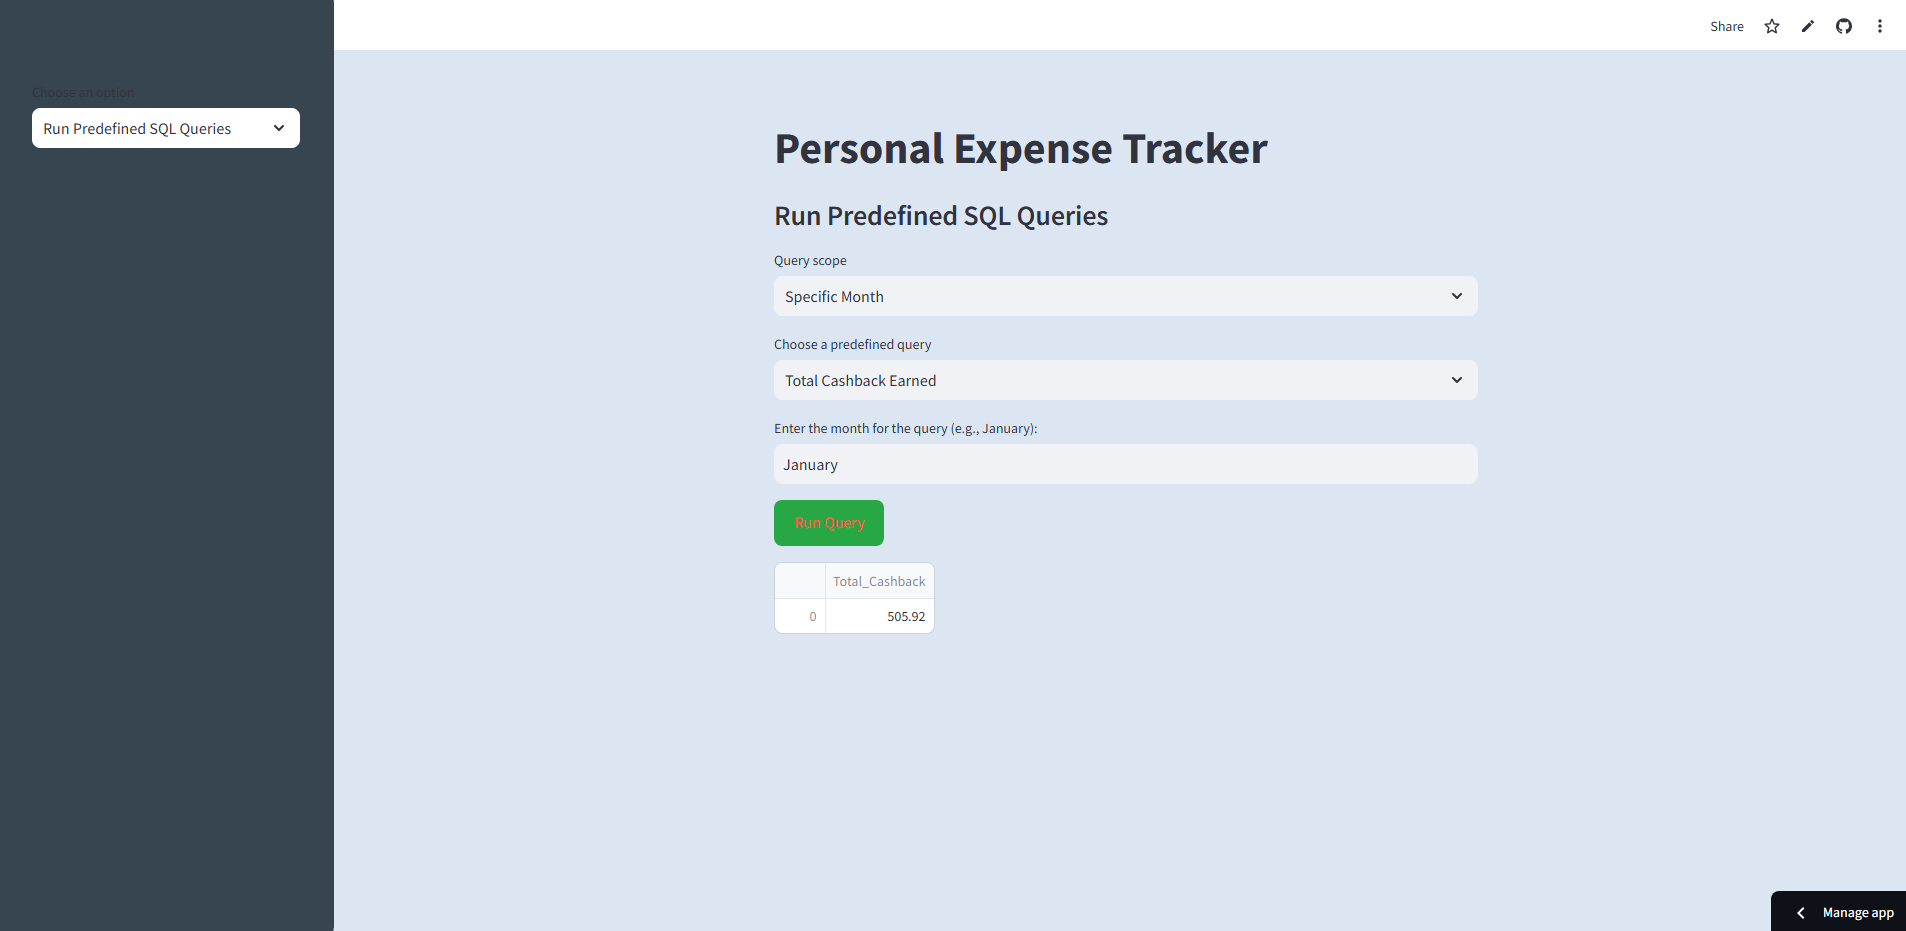 Share
Choose an option
Run Predefined SQL Queries
Personal Expense Tracker
Run Predefined SQL Queries
Query scope
Specific Month
Choose a predefined query
Total Cashback Earned
Enter the month for the query (e.g., January):
January
Run Query
Total_Cashback
0 505.92
Manage app